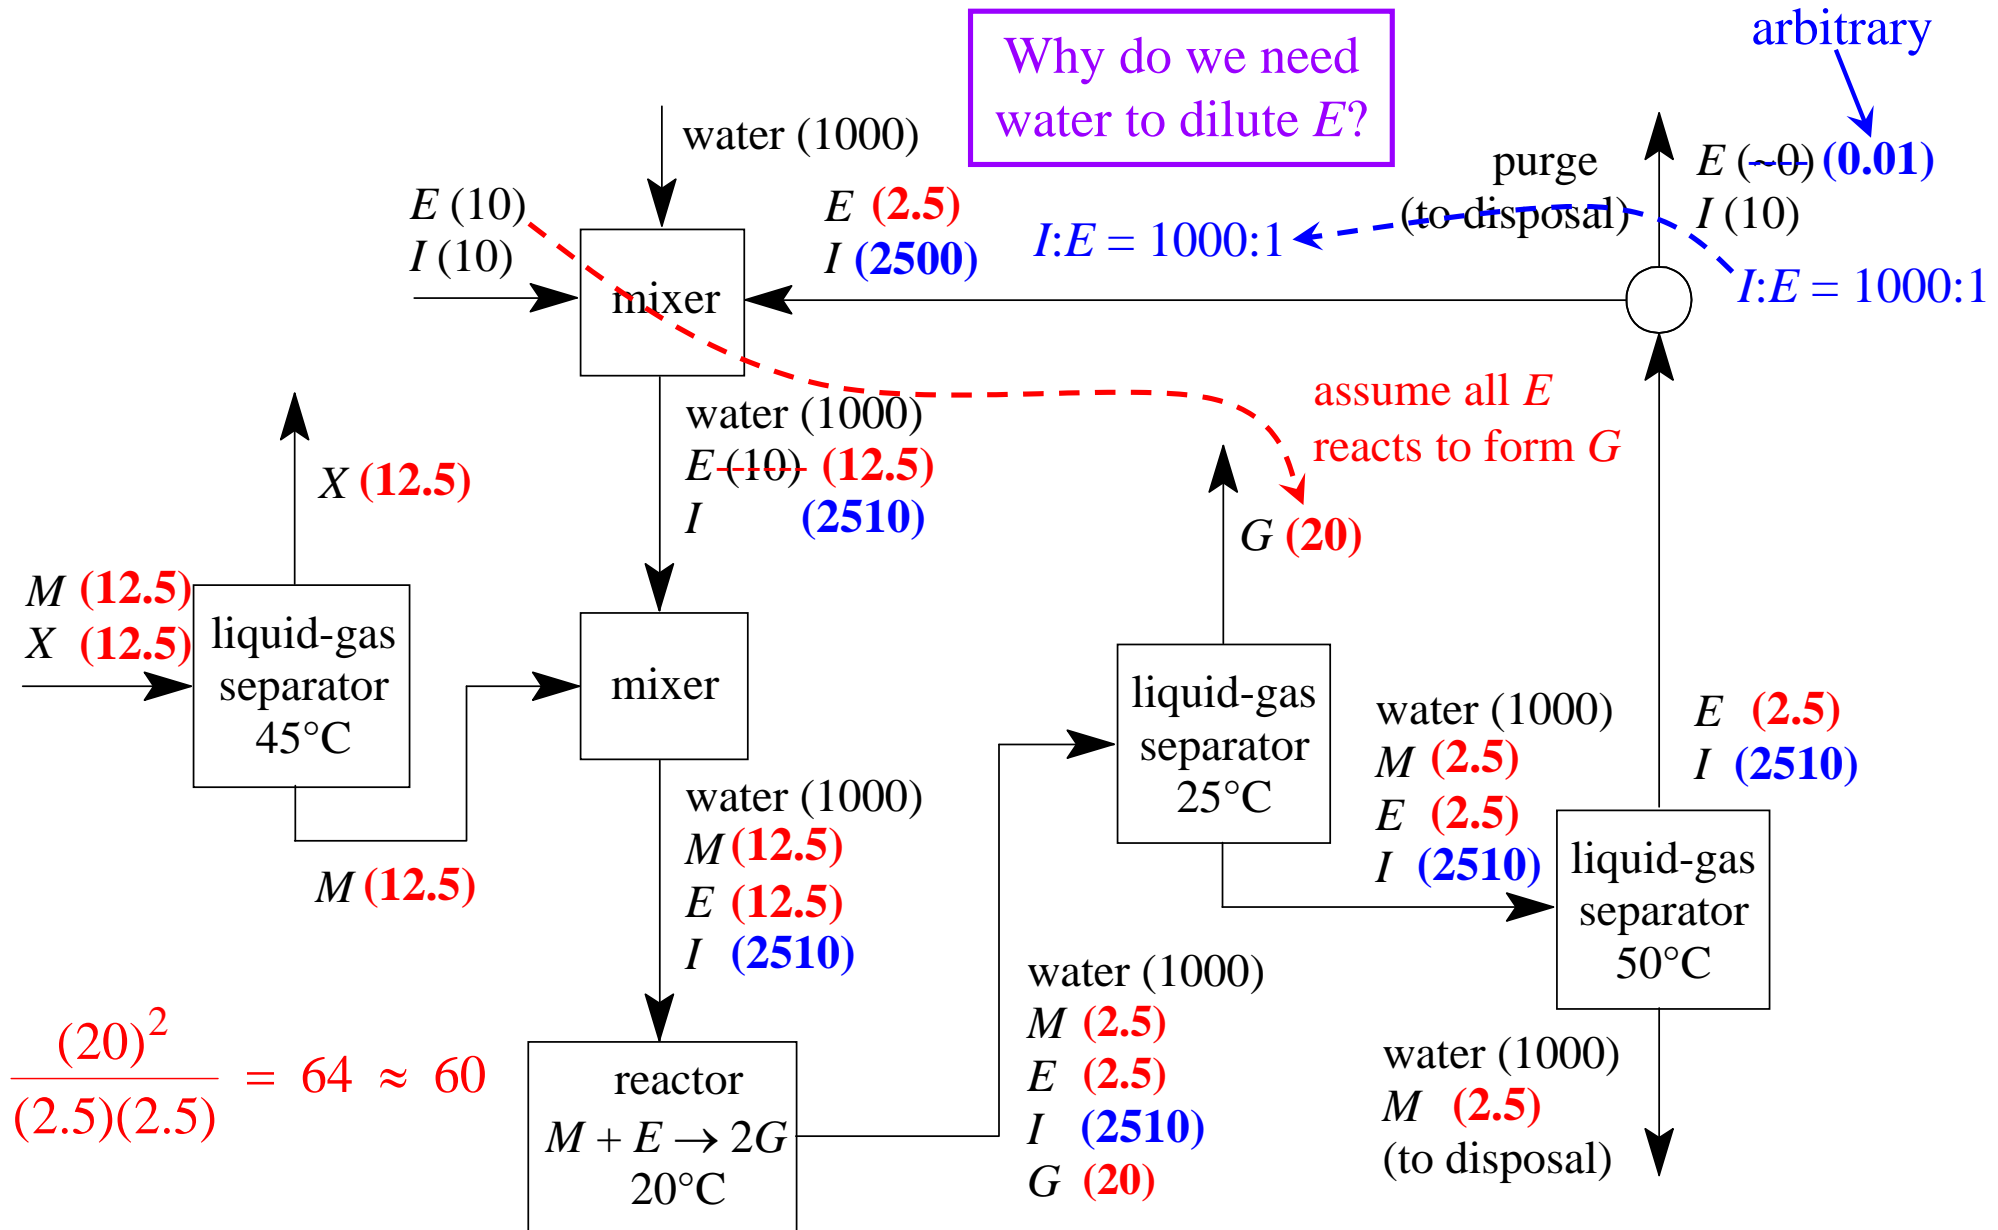 arbitrary
Why do we need
water to dilute E?
water (1000)
purge
(to disposal)
E (~0) (0.01)
I (10)
E (10)
I (10)
E (2.5)
I (2500)
I:E = 1000:1
I:E = 1000:1
mixer
assume all E
reacts to form G
water (1000)
E (10) (12.5)
I (2510)
X (12.5)
G (20)
M (12.5)
X (12.5)
liquid-gas
separator
45°C
mixer
liquid-gas
separator
25°C
water (1000)
M (2.5)
E (2.5)
I (2510)
E (2.5)
I (2510)
M (12.5)
water (1000)
M (12.5)
E (12.5)
I (2510)
liquid-gas
separator
50°C
water (1000)
M (2.5)
E (2.5)
I (2510)
G (20)
(20)²
(2.5)(2.5)
= 64 ≈ 60
reactor
M + E → 2G
20°C
water (1000)
M (2.5)
(to disposal)